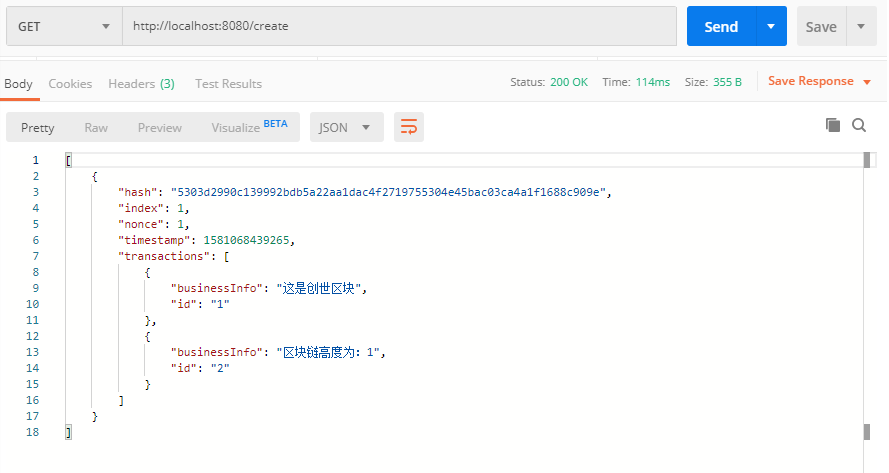 GET http://localhost:8080/create Send Save
Body Cookies Headers (3) Test Results Status: 200 OK Time: 114ms Size: 355 B Save Response
Pretty Raw Preview Visualize BETA JSON
1 [
2 {
3 "hash": "5303d2990c139992bdb5a22aa1dac4f2719755304e45bac03ca4a1f1688c909e",
4 "index": 1,
5 "nonce": 1,
6 "timestamp": 1581068439265,
7 "transactions": [
8 {
9 "businessInfo": "这是创世区块",
10 "id": "1"
11 },
12 {
13 "businessInfo": "区块链高度为：1",
14 "id": "2"
15 }
16 ]
17 }
18 ]